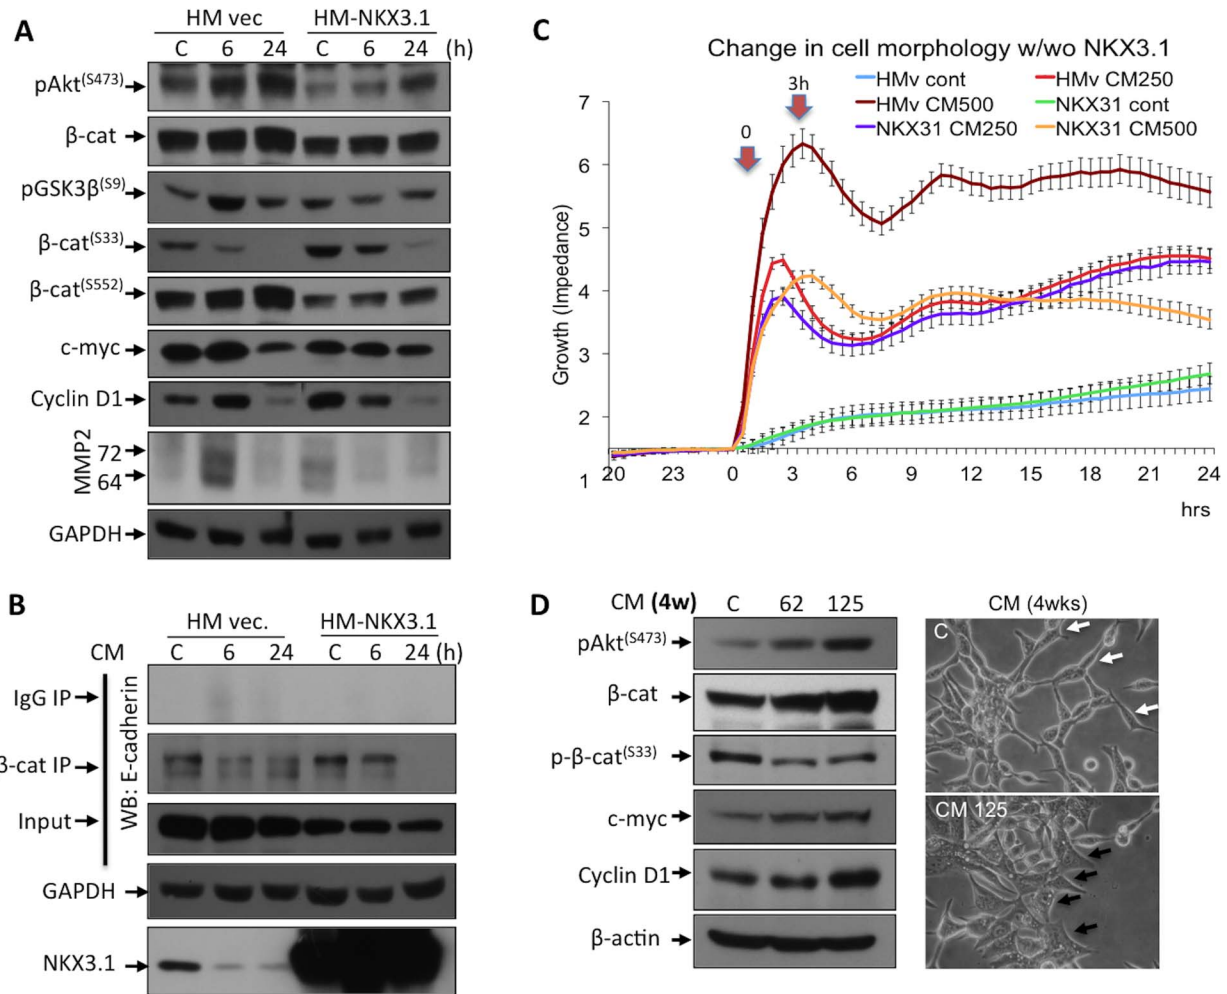 A
HM vec HM-NKX3.1
C 6 24 C 6 24 (h)
pAkt(S473)
β-cat
pGSK3β(S9)
β-cat(S33)
β-cat(S552)
c-myc
Cyclin D1
MMP2
72
64
GAPDH
B
HM vec. HM-NKX3.1
CM C 6 24 C 6 24 (h)
WB: E-cadherin
IgG IP
β-cat IP
Input
GAPDH
NKX3.1
C
Change in cell morphology w/wo NKX3.1
HMv cont HMv CM250
HMv CM500 NKX31 cont
NKX31 CM250 NKX31 CM500
0
3h
Growth (Impedance)
7
6
5
4
3
2
1
20 23 0 3 6 9 12 15 18 21 24
hrs
D
CM (4w) C 62 125
pAkt(S473)
β-cat
p-β-cat(S33)
c-myc
Cyclin D1
β-actin
CM (4wks)
C
CM 125